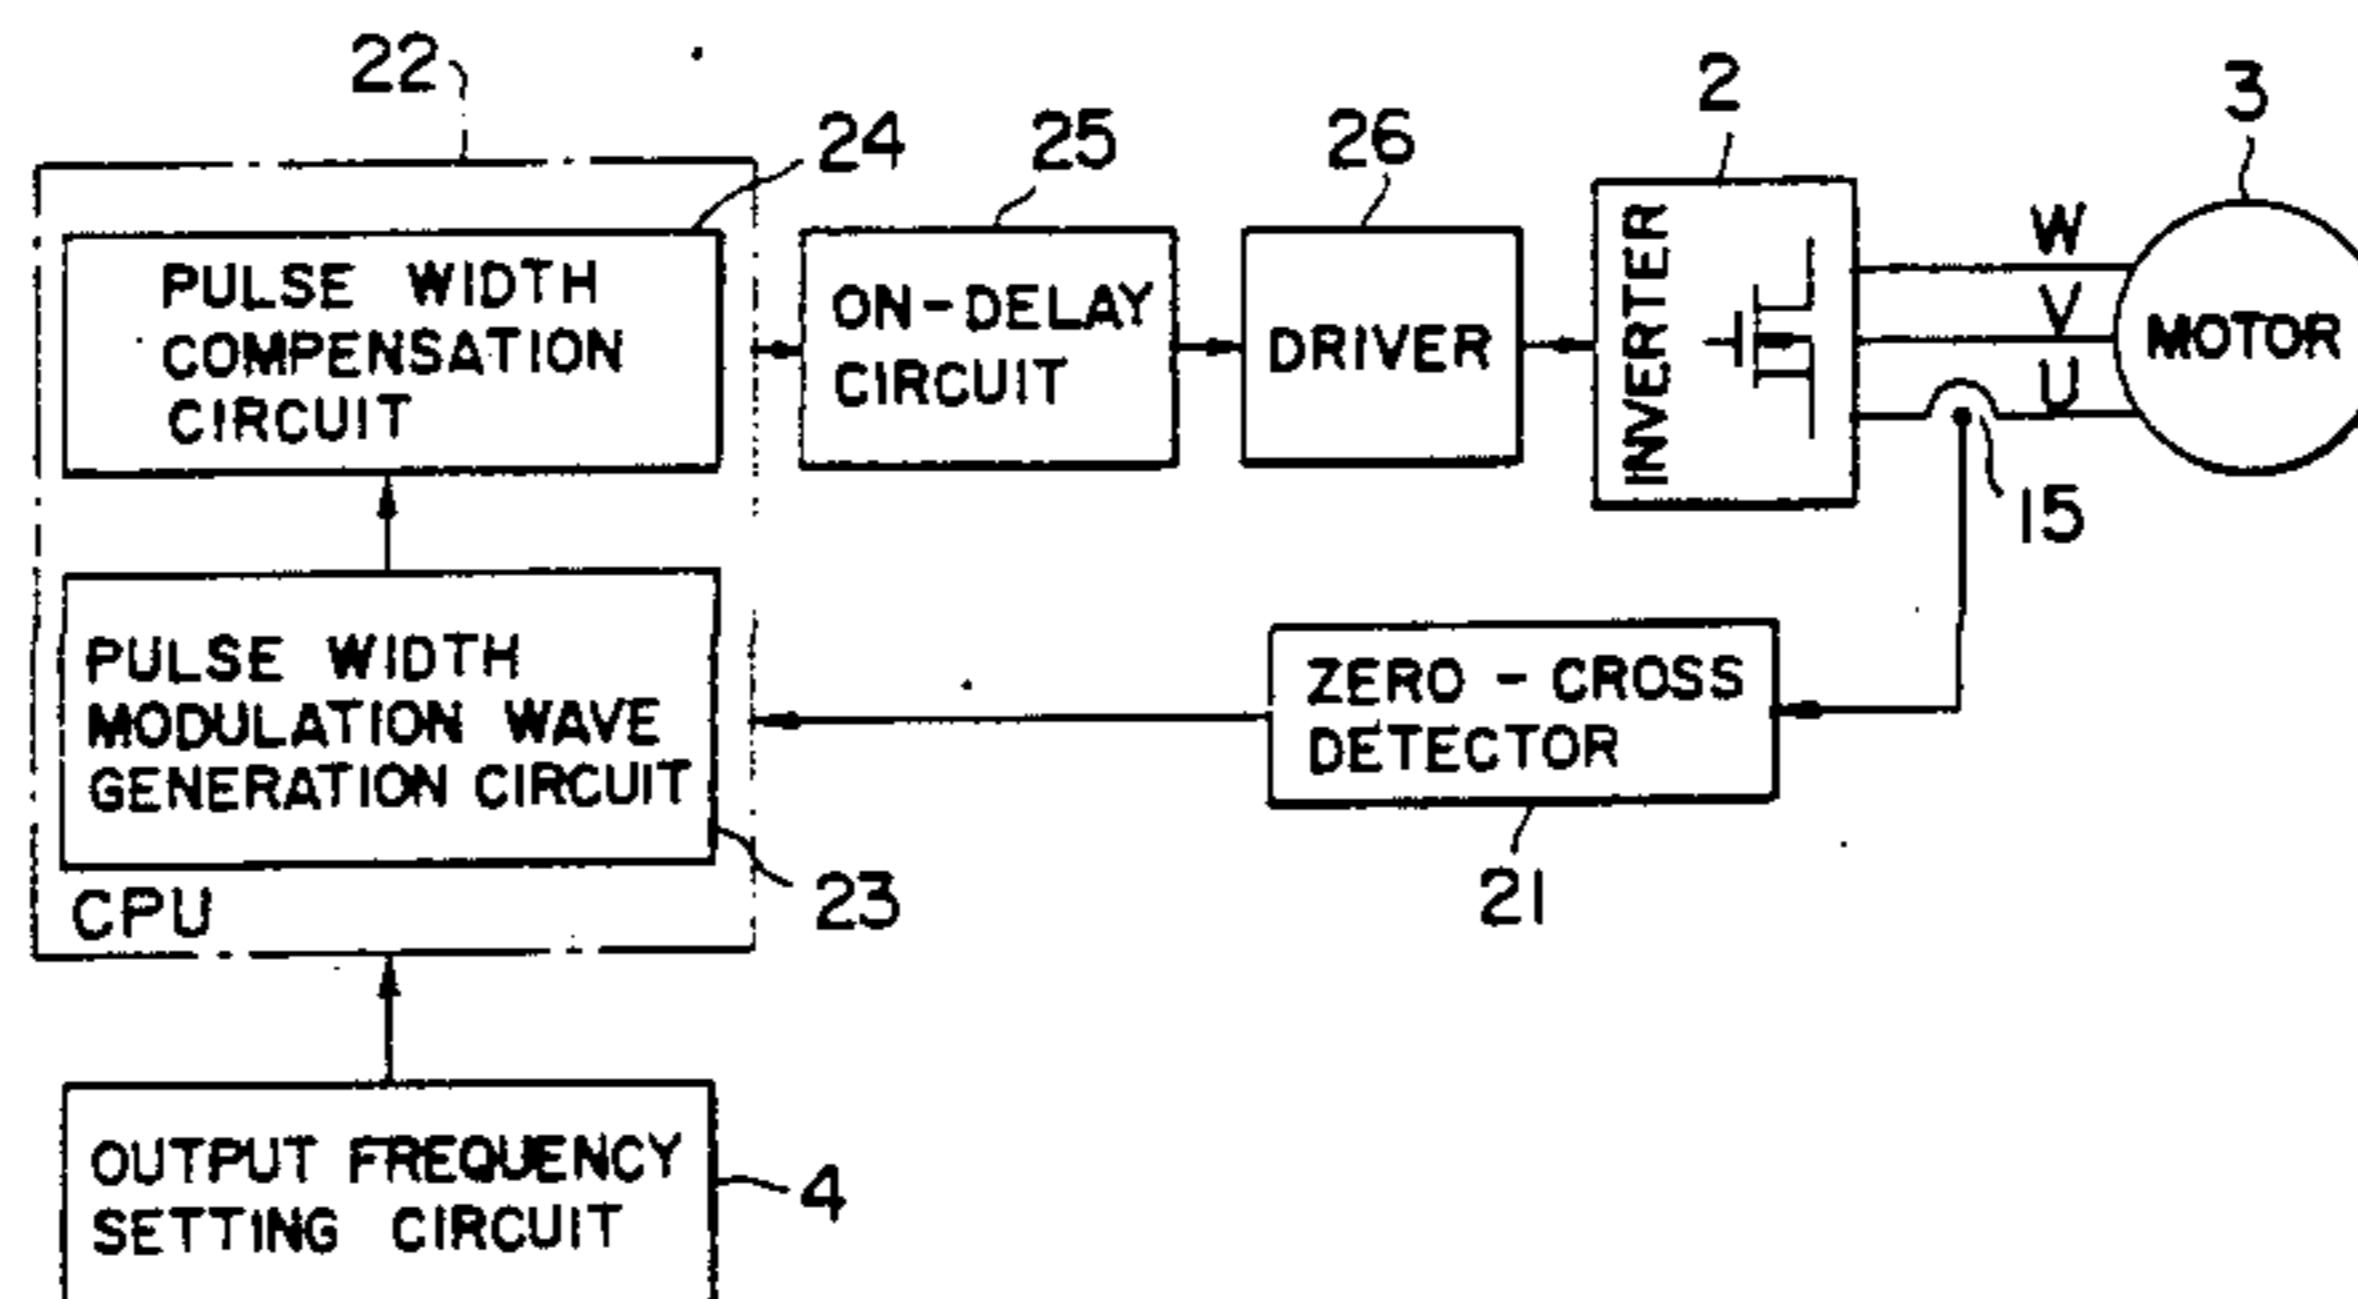 22
24
25
26
2
3
PULSE WIDTH
COMPENSATION
CIRCUIT
ON-DELAY
CIRCUIT
DRIVER
INVERTER
W
V
U
MOTOR
15
PULSE WIDTH
MODULATION WAVE
GENERATION CIRCUIT
ZERO - CROSS
DETECTOR
21
23
CPU
OUTPUT FREQUENCY
SETTING CIRCUIT
4